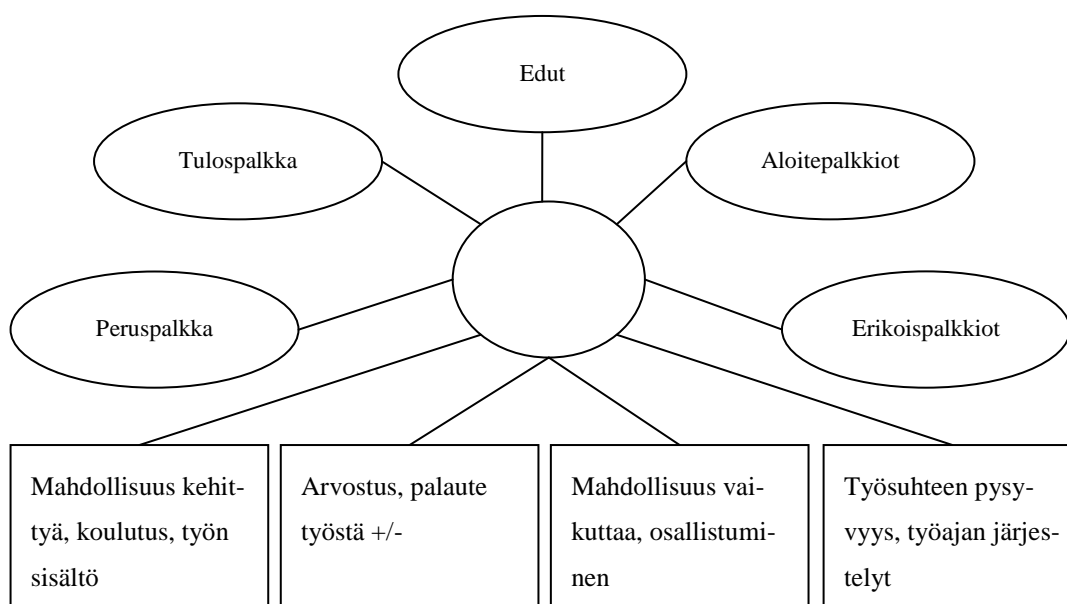 Edut
Tulospalkka
Aloitepalkkiot
Peruspalkka
Erikoispalkkiot
Mahdollisuus kehit-
tyä, koulutus, työn
sisältö
Arvostus, palaute
työstä +/-
Mahdollisuus vai-
kuttaa, osallistumi-
nen
Työsuhteen pysy-
vyys, työajan järjes-
telyt